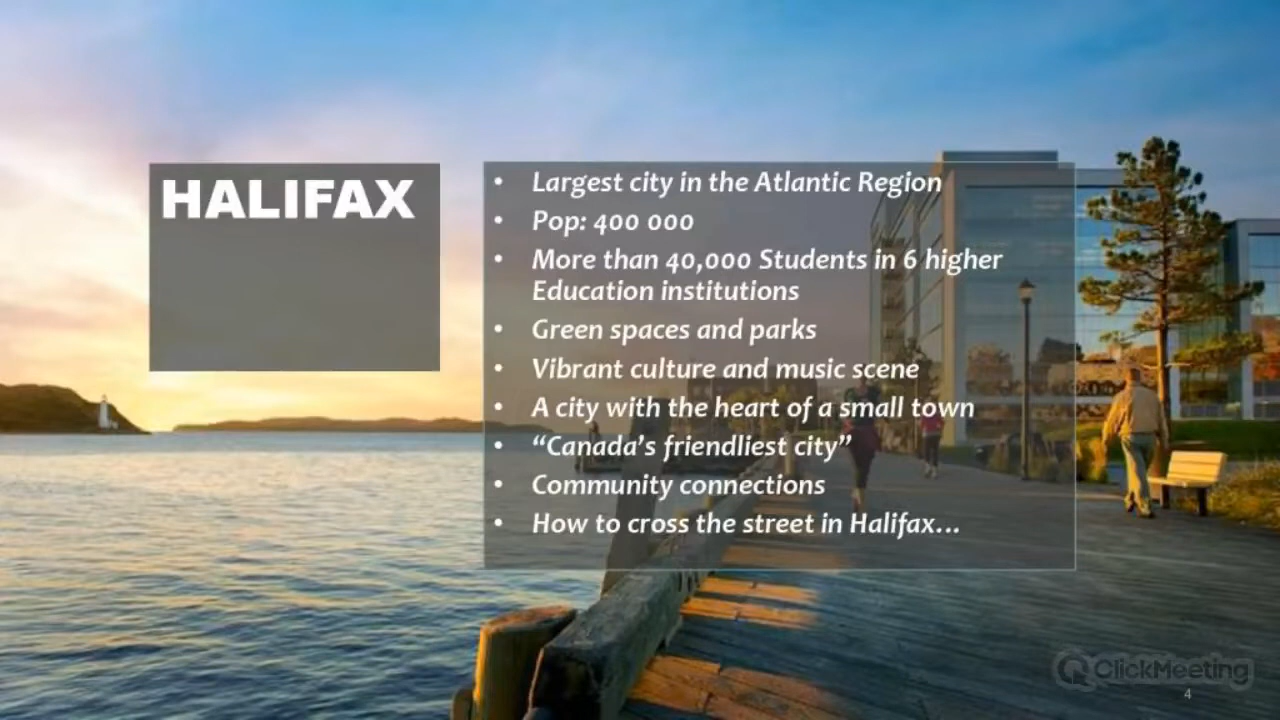 HALIFAX
• Largest city in the Atlantic Region
• Pop: 400 000
• More than 40,000 Students in 6 higher
Education institutions
• Green spaces and parks
• Vibrant culture and music scene
• A city with the heart of a small town
• “Canada’s friendliest city”
• Community connections
• How to cross the street in Halifax…
ClickMeeting
4